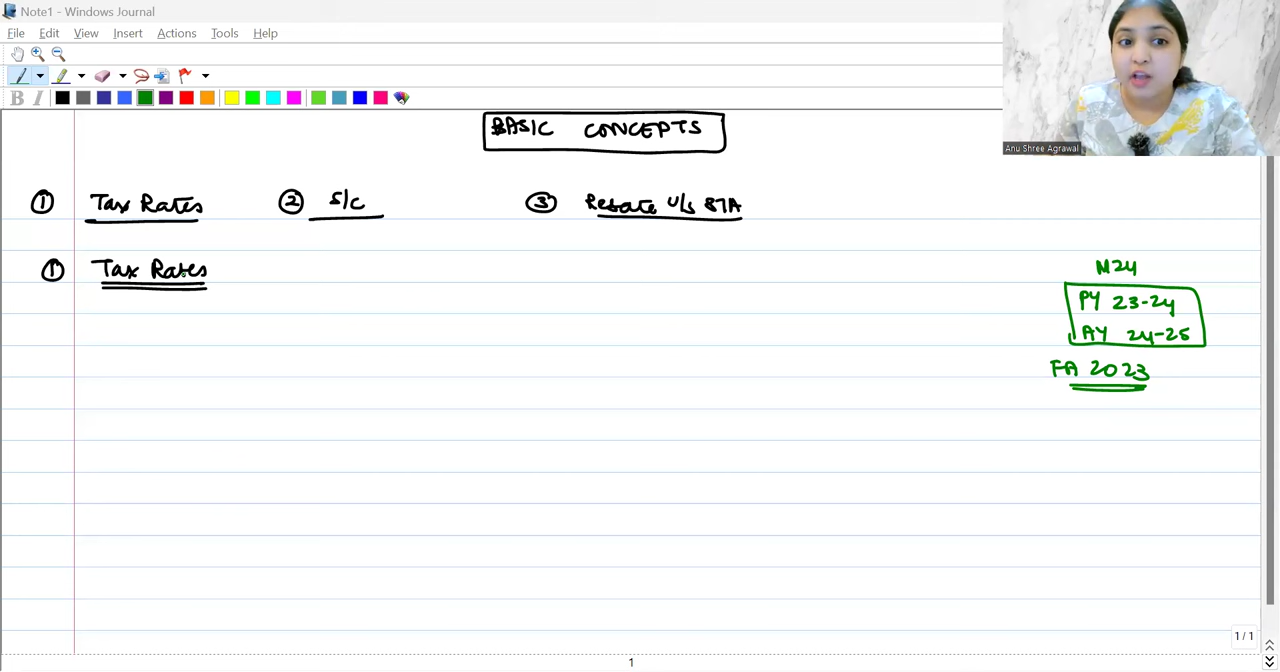 Note1 - Windows Journal
File Edit View Insert Actions Tools Help
B I
BASIC CONCEPTS
Anu Shree Agrawal
① Tax Rates ② S/C ③ Rebate u/s 87A
① Tax Rates
M24
PY 23-24
AY 24-25
FA 2023
1 / 1
1